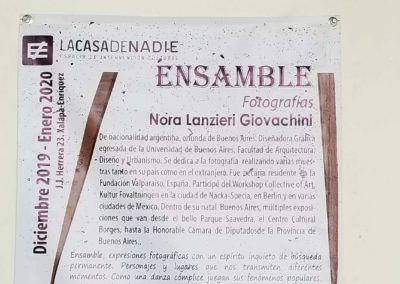 LACASADENADIE
ESPACIO DE INTERVENCIÓN CULTURAL
ENSAMBLE
Fotografías
Nora Lanzieri Giovachini
Diciembre 2019 - Enero 2020
J.J. Herrera 23, Xalapa-Enríquez
De nacionalidad argentina, oriunda de Buenos Aires. Diseñadora Gráfica
egresada de la Universidad de Buenos Aires, Facultad de Arquitectura,
Diseño y Urbanismo. Se dedica a la fotografía realizando varias mues-
tras tanto en su país como en el extranjero. Fue becaria residente en la
Fundación Valparaíso, España. Participó del Workshop Collective of Art,
Kultur Fovaltningen en la ciudad de Nacka-Suecia, en Berlin y en varias
ciudades de México. Dentro de su natal Buenos Aires, múltiples exposi-
ciones que van desde el bello Parque Saavedra, el Centro Cultural
Borges, hasta la Honorable Cámara de Diputadosde la Provincia de
Buenos Aires.
Ensamble, expresiones fotográficas con un espíritu inquieto de búsqueda
permanente. Personajes y lugares que nos transmiten diferentes
momentos. Como una danza cómplice juegan sus fenómenos populares,